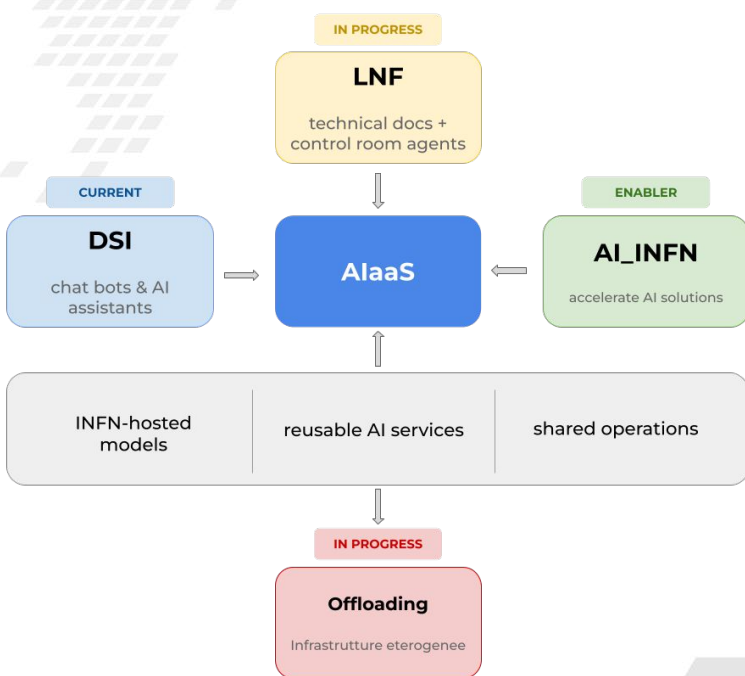 IN PROGRESS
LNF
technical docs +
control room agents
CURRENT
DSI
chat bots & AI
assistants
AIaaS
ENABLER
AI_INFN
accelerate AI solutions
INFN-hosted
models
reusable AI services
shared operations
IN PROGRESS
Offloading
Infrastrutture eterogenee